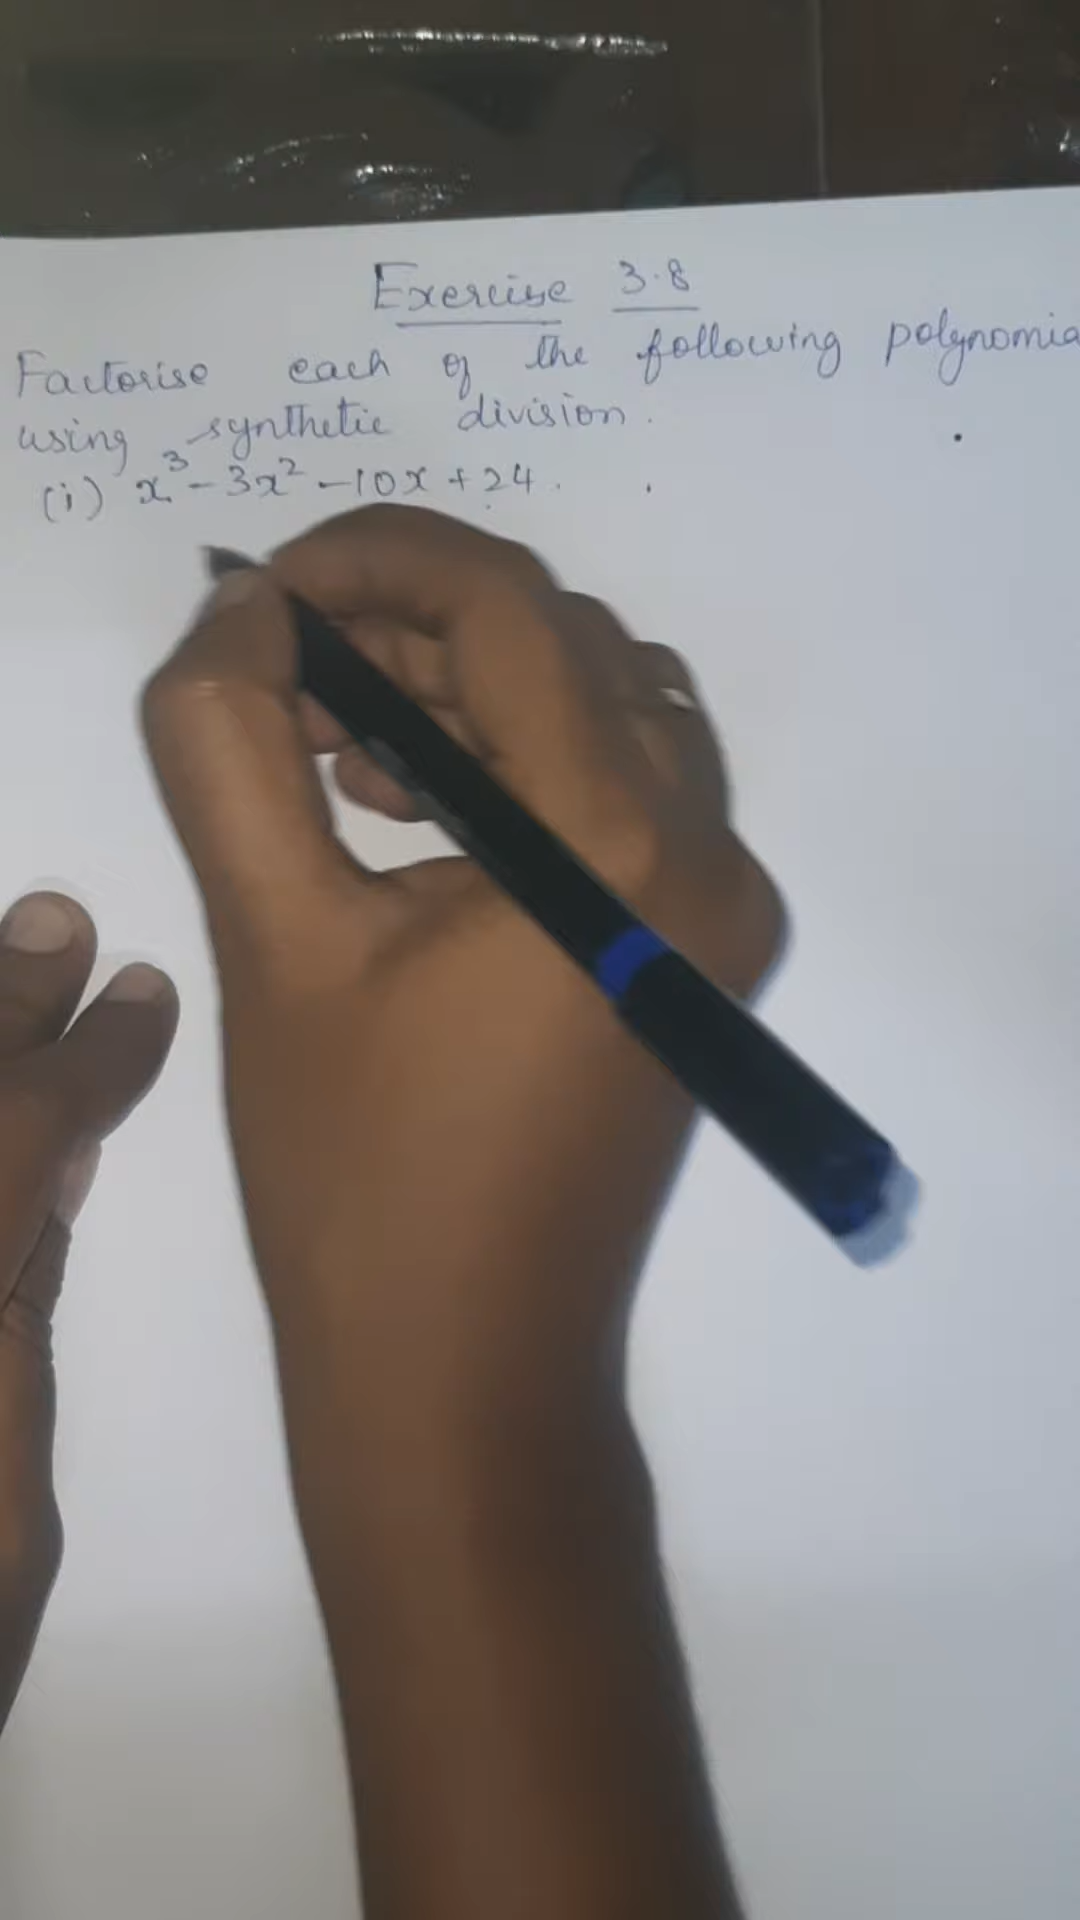 Exercise 3.8
Factorise each of the following polynomia
using synthetic division.
(i) x³ - 3x² - 10x + 24.